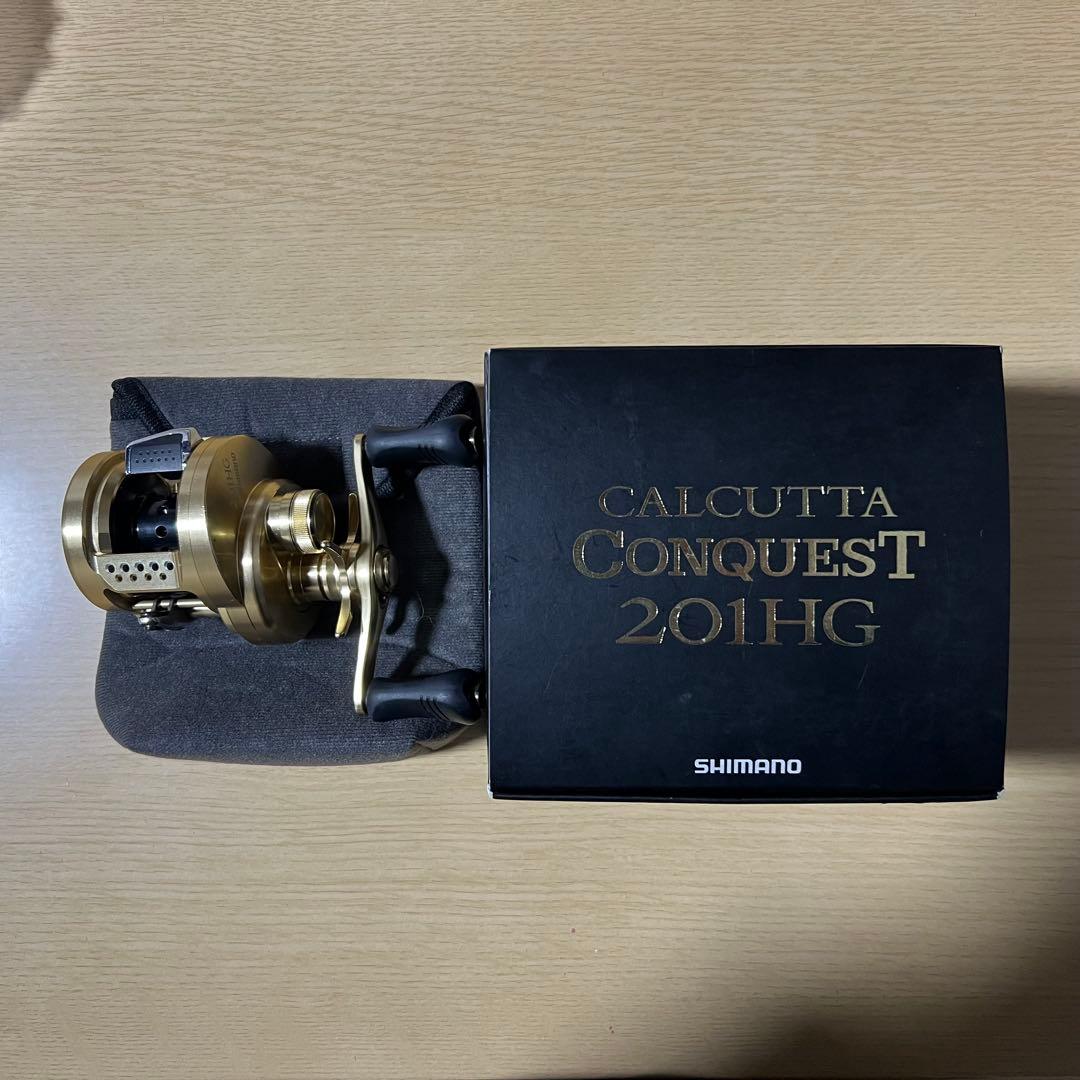 CALCUTTA
CONQUEST
201HG
SHIMANO